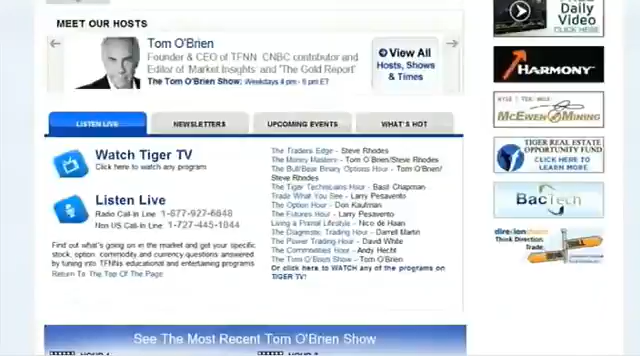 FREE
Daily
Video
CLICK HERE
MEET OUR HOSTS
Tom O'Brien
Founder & CEO of TFNN CNBC contributor and
Editor of Market Insights and 'The Gold Report'
The Tom O'Brien Show: Weekdays 4 pm - 6 pm ET
View All
Hosts, Shows
& Times
HARMONY
MCEWEN MINING
LISTEN LIVE
NEWSLETTERS
UPCOMING EVENTS
WHAT'S HOT
TIGER REAL ESTATE
OPPORTUNITY FUND
CLICK HERE TO
LEARN MORE
Watch Tiger TV
Click here to watch any program
Listen Live
Radio Call-In Line 1-877-927-6648
Non US Call-In Line 1-727-445-1044
Find out what's going on in the market and get your specific
stock, option, commodity and currency questions answered
by tuning into TFNNs educational and entertaining programs
Return To The Top Of The Page
The Traders Edge - Steve Rhodes
The Money Masters - Tom O'Brien/Steve Rhodes
The Bull/Bear Binary Options Hour - Tom O'Brien/
Steve Rhodes
The Tiger Technicians Hour - Basil Chapman
Trade What You See - Larry Pesavento
The Option Hour - Don Kaufman
The Futures Hour - Larry Pesavento
Living a Primal Lifestyle - Nico de Haan
The Diagnostic Trading Hour - Darrell Martin
The Power Trading Hour - David White
The Commodities Hour - Andy Hecht
The Tom O'Brien Show - Tom O'Brien
Or click here to WATCH any of the programs on
TIGER TV!
BacTech
direxionshares
Think Direction.
Trade
See The Most Recent Tom O'Brien Show